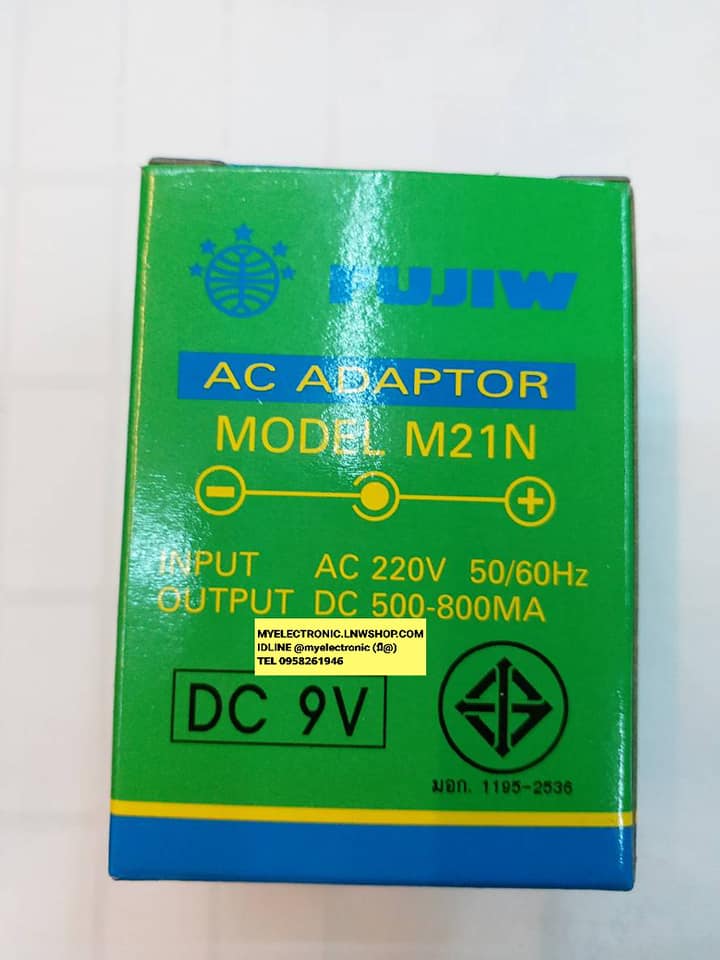 FUJIW
AC ADAPTOR
MODEL M21N
INPUT AC 220V 50/60Hz
OUTPUT DC 500-800MA
MYELECTRONIC.LNWSHOP.COM
IDLINE @myelectronic (มี@)
TEL 0958261946
DC 9V
มอก. 1195-2536